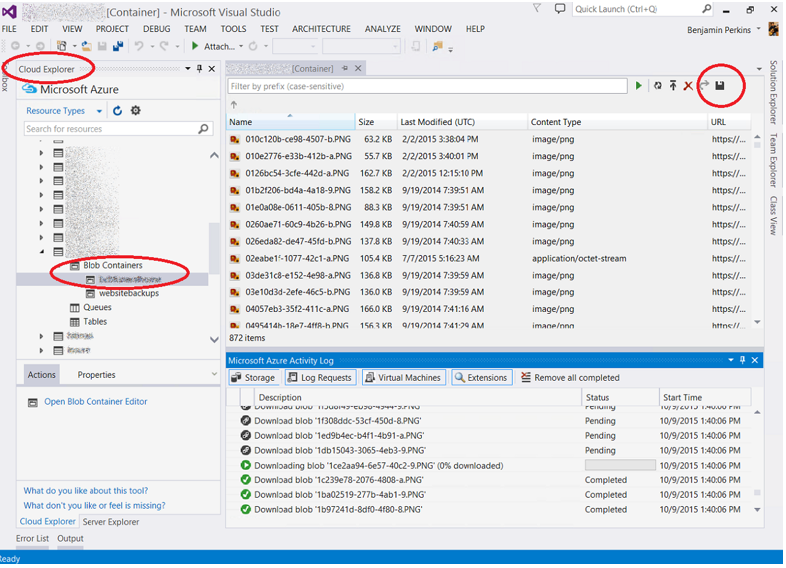 [Container] - Microsoft Visual Studio
Quick Launch (Ctrl+Q)
FILE EDIT VIEW PROJECT DEBUG TEAM TOOLS TEST ARCHITECTURE ANALYZE WINDOW HELP
Benjamin Perkins
Attach...
Cloud Explorer
Microsoft Azure
Resource Types
Search for resources
Blob Containers
websitebackups
Queues
Tables
Actions Properties
Open Blob Container Editor
What do you like about this tool?
What don't you like or feel is missing?
Cloud Explorer Server Explorer
Error List Output
Ready
[Container]
Filter by prefix (case-sensitive)
Name Size Last Modified (UTC) Content Type URL
010c120b-ce98-4507-b.PNG 63.2 KB 2/2/2015 3:38:04 PM image/png https://...
010e2776-e33b-412b-a.PNG 55.7 KB 2/2/2015 3:40:01 PM image/png https://...
0126bc54-3cfe-442d-a.PNG 162.7 KB 2/2/2015 12:15:10 PM image/png https://...
01b2f206-bd4a-4a18-9.PNG 158.2 KB 9/19/2014 7:39:51 AM image/png https://...
01e0a08e-0611-405b-8.PNG 88.3 KB 9/19/2014 7:39:51 AM image/png https://...
0260ae71-60c9-4b26-b.PNG 149.8 KB 9/19/2014 7:40:59 AM image/png https://...
026eda82-de47-45fd-b.PNG 137.8 KB 9/19/2014 7:40:33 AM image/png https://...
02eabe1f-1077-42c1-a.PNG 105.4 KB 7/7/2015 5:16:23 AM application/octet-stream https://...
03de31c8-e152-4e98-a.PNG 136.8 KB 9/19/2014 7:39:59 AM image/png https://...
03e10d3d-2efe-46c5-b.PNG 136.0 KB 9/19/2014 7:39:59 AM image/png https://...
04057eb3-35f2-411c-a.PNG 166.0 KB 9/19/2014 7:41:16 AM image/png https://...
0495414b-18e7-4ff8-b.PNG 156.3 KB 9/19/2014 7:41:29 AM image/png https://...
872 items
Microsoft Azure Activity Log
Storage Log Requests Virtual Machines Extensions Remove all completed
Description Status Start Time
Pending 10/9/2015 1:40:06 PM
Download blob '1f308ddc-53cf-450d-8.PNG' Pending 10/9/2015 1:40:06 PM
Download blob '1ed9b4ec-b4f1-4b91-a.PNG' Pending 10/9/2015 1:40:06 PM
Download blob '1db15043-3065-4eb3-9.PNG' Pending 10/9/2015 1:40:06 PM
Downloading blob '1ce2aa94-6e57-40c2-9.PNG' (0% downloaded) 10/9/2015 1:40:06 PM
Download blob '1c239e78-2076-4808-a.PNG' Completed 10/9/2015 1:40:06 PM
Download blob '1ba02519-277b-4ab1-9.PNG' Completed 10/9/2015 1:40:06 PM
Download blob '1b97241d-8df0-4f80-8.PNG' Completed 10/9/2015 1:40:06 PM
Solution Explorer
Team Explorer
Class View